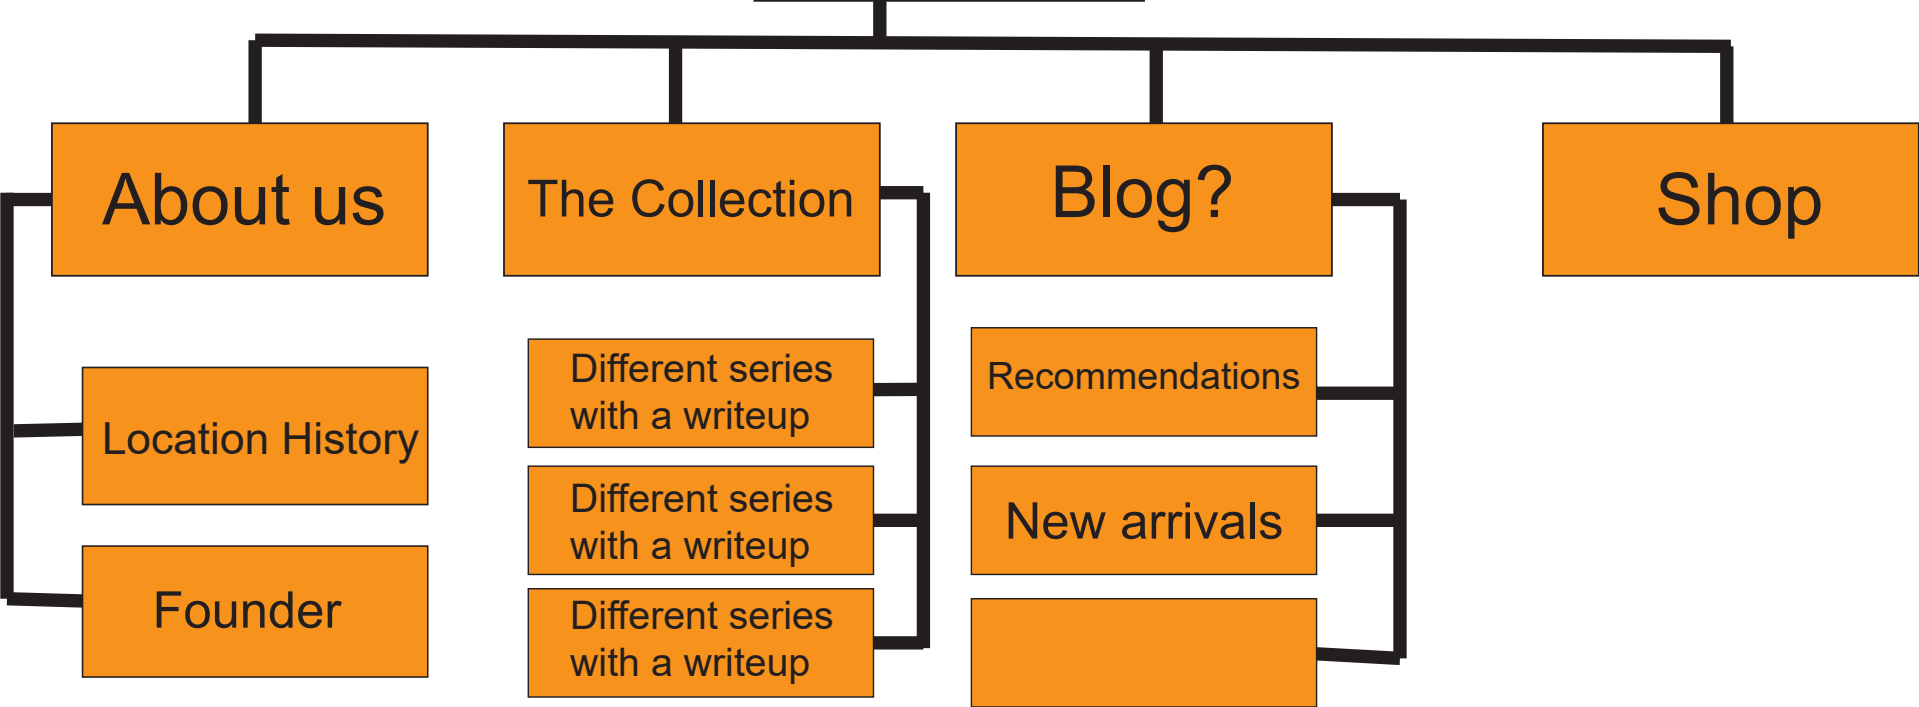 About us
The Collection
Blog?
Shop
Location History
Founder
Different series
with a writeup
Different series
with a writeup
Different series
with a writeup
Recommendations
New arrivals